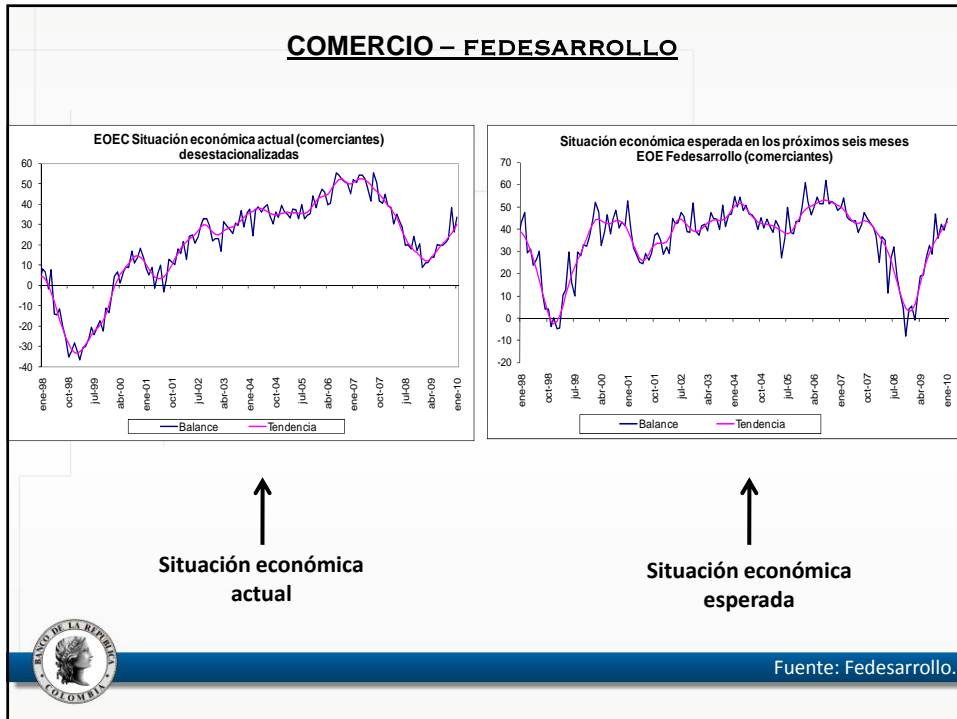 COMERCIO – FEDESARROLLO
EOEC Situación económica actual (comerciantes)
desestacionalizadas
60
50
40
30
20
10
0
-10
-20
-30
-40
ene-98
oct-98
jul-99
abr-00
ene-01
oct-01
jul-02
abr-03
ene-04
oct-04
jul-05
abr-06
ene-07
oct-07
jul-08
abr-09
ene-10
Balance Tendencia
Situación económica esperada en los próximos seis meses
EOE Fedesarrollo (comerciantes)
70
60
50
40
30
20
10
0
-10
-20
ene-98
oct-98
jul-99
abr-00
ene-01
oct-01
jul-02
abr-03
ene-04
oct-04
jul-05
abr-06
ene-07
oct-07
jul-08
abr-09
ene-10
Balance Tendencia
Situación económica
actual
Situación económica
esperada
BANCO DE LA REPUBLICA
COLOMBIA
Fuente: Fedesarrollo.